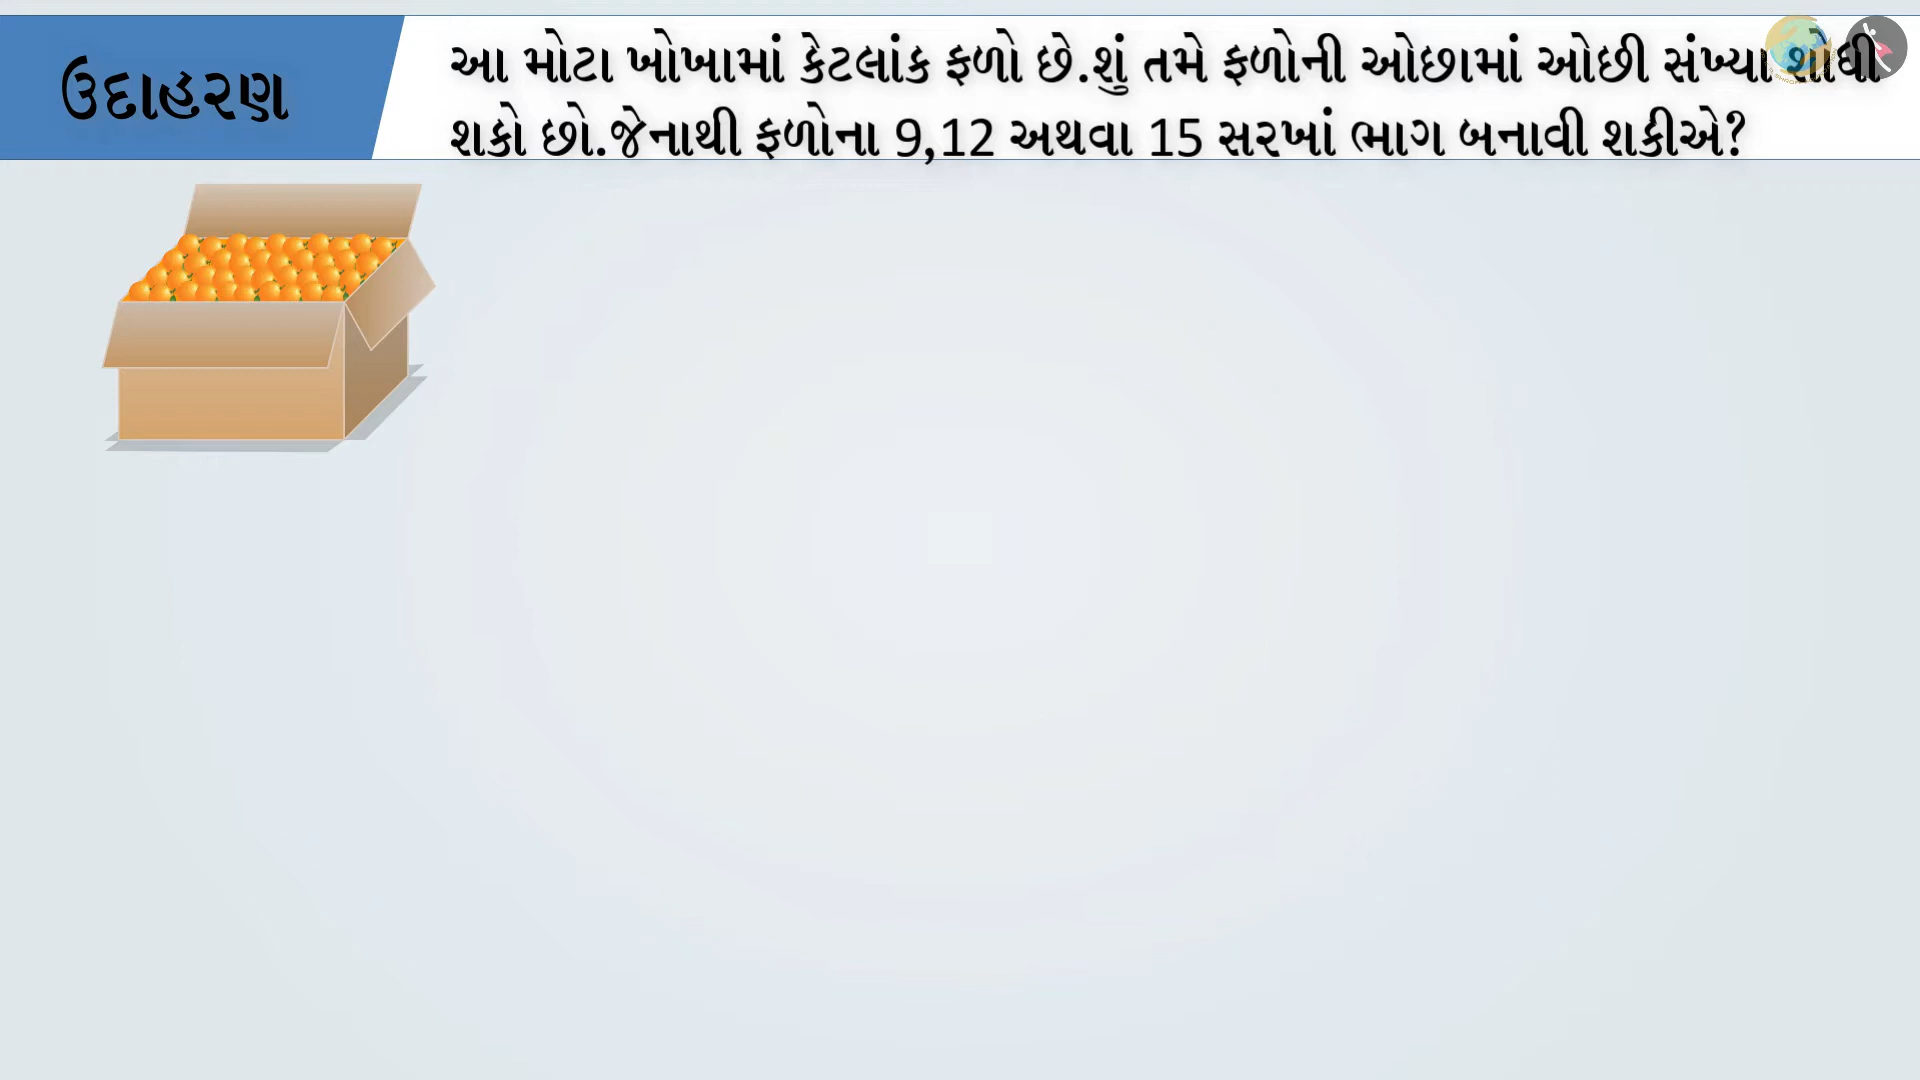 ઉદાહરણ
આ મોટા ખોખામાં કેટલાંક ફળો છે.શું તમે ફળોની ઓછામાં ઓછી સંખ્યા શોધી
શકો છો.જેનાથી ફળોના 9,12 અથવા 15 સરખાં ભાગ બનાવી શકીએ?